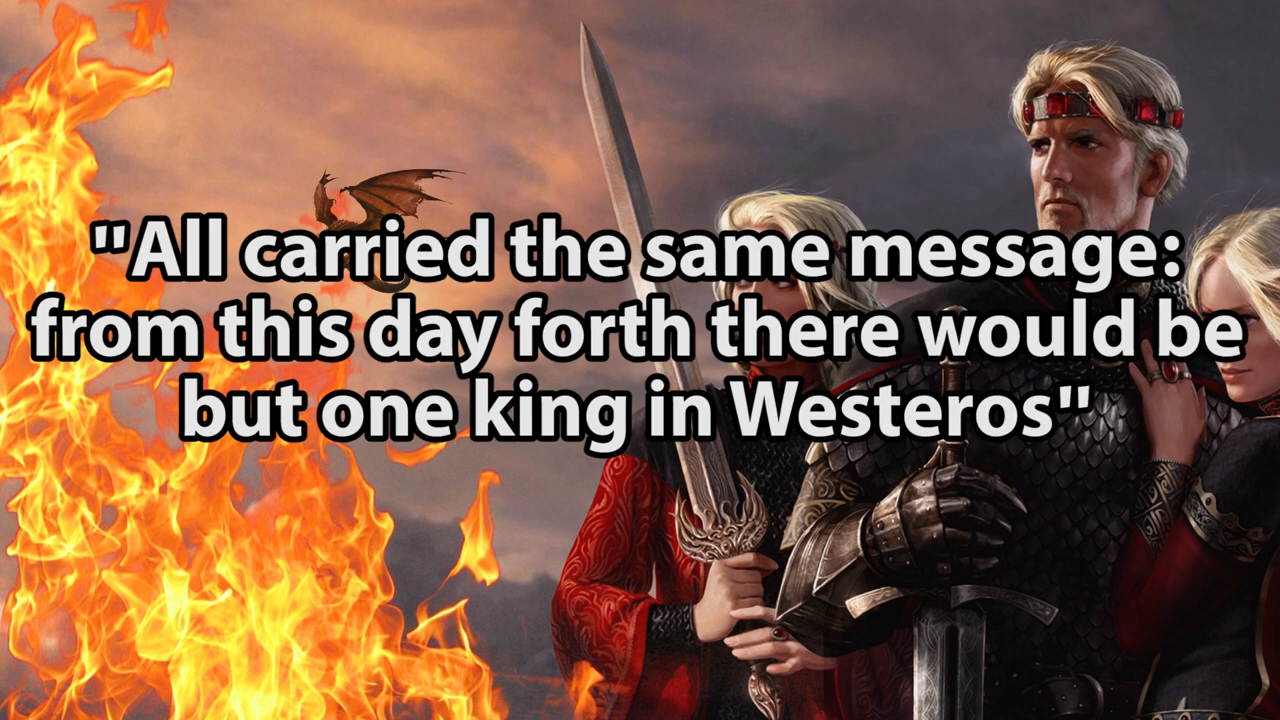 "All carried the same message:
from this day forth there would be
but one king in Westeros"